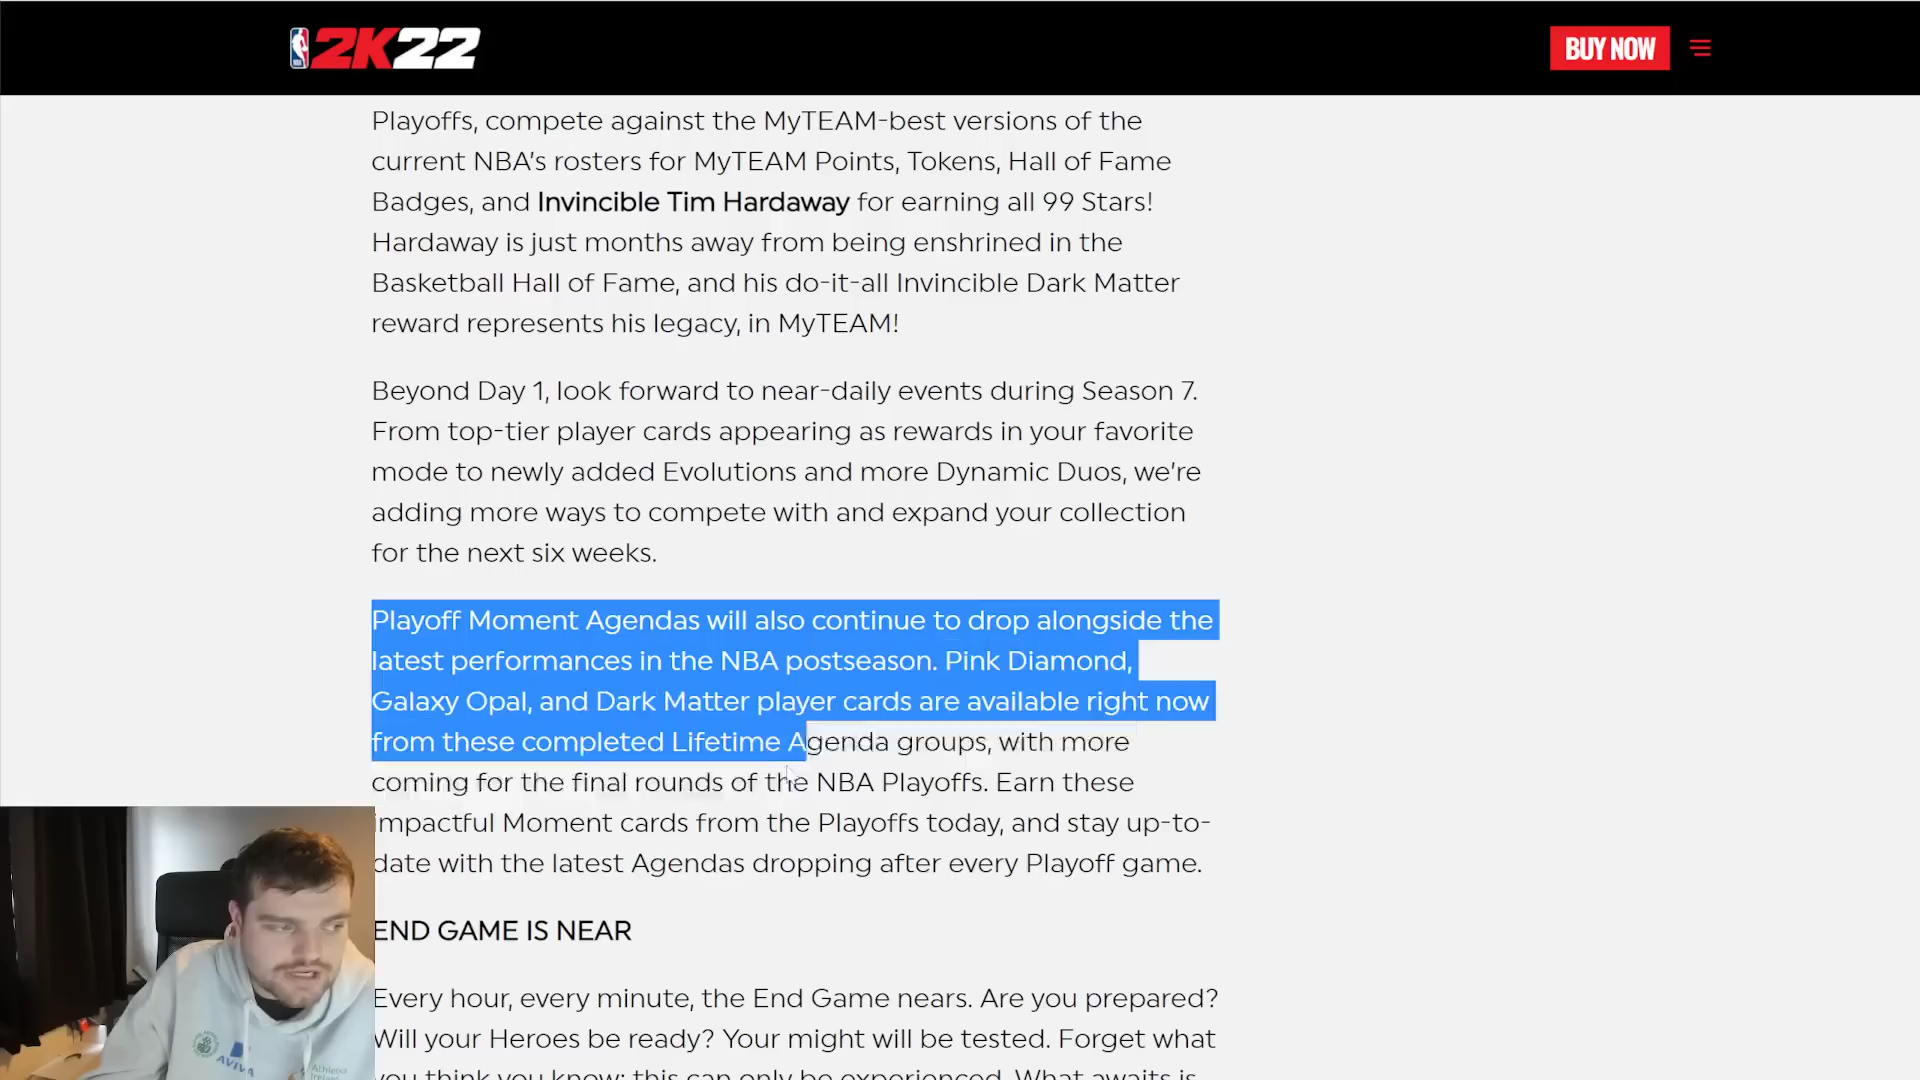 2K22
BUY NOW
Playoffs, compete against the MyTEAM-best versions of the
current NBA's rosters for MyTEAM Points, Tokens, Hall of Fame
Badges, and Invincible Tim Hardaway for earning all 99 Stars!
Hardaway is just months away from being enshrined in the
Basketball Hall of Fame, and his do-it-all Invincible Dark Matter
reward represents his legacy, in MyTEAM!
Beyond Day 1, look forward to near-daily events during Season 7.
From top-tier player cards appearing as rewards in your favorite
mode to newly added Evolutions and more Dynamic Duos, we're
adding more ways to compete with and expand your collection
for the next six weeks.
Playoff Moment Agendas will also continue to drop alongside the
latest performances in the NBA postseason. Pink Diamond,
Galaxy Opal, and Dark Matter player cards are available right now
from these completed Lifetime Agenda groups, with more
coming for the final rounds of the NBA Playoffs. Earn these
impactful Moment cards from the Playoffs today, and stay up-to-
date with the latest Agendas dropping after every Playoff game.
END GAME IS NEAR
Every hour, every minute, the End Game nears. Are you prepared?
Will your Heroes be ready? Your might will be tested. Forget what
you think you know; this can only be experienced. What awaits is
AVIVA